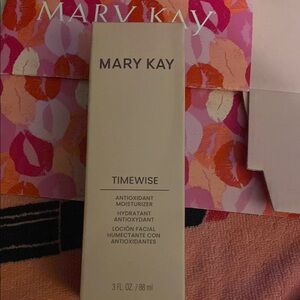 MARY KAY
MARY KAY
TIMEWISE
ANTIOXIDANT
MOISTURIZER
HYDRATANT
ANTIOXYDANT
LOCIÓN FACIAL
HUMECTANTE CON
ANTIOXIDANTES
3 FL. OZ. / 88 ml